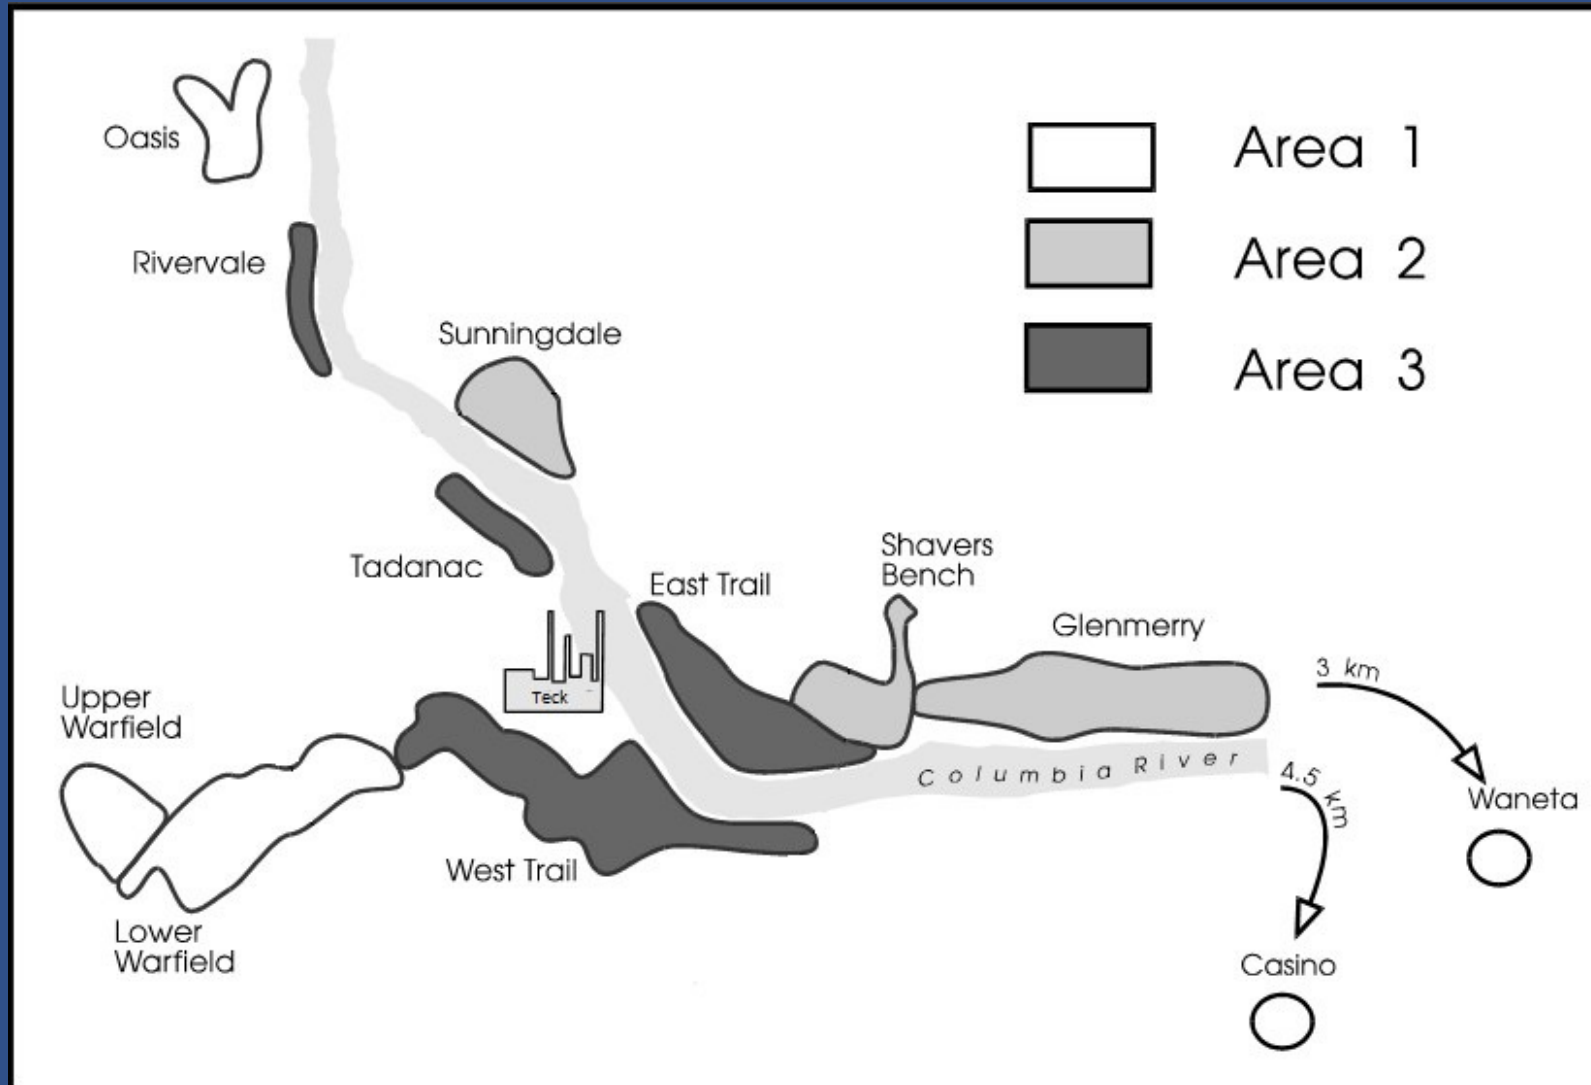 Oasis
Area 1
Rivervale
Area 2
Sunningdale
Area 3
Tadanac
East Trail
Shavers
Bench
Glenmerry
3 km
Teck
Upper
Warfield
Columbia River
4.5 km
Waneta
West Trail
Lower
Warfield
Casino